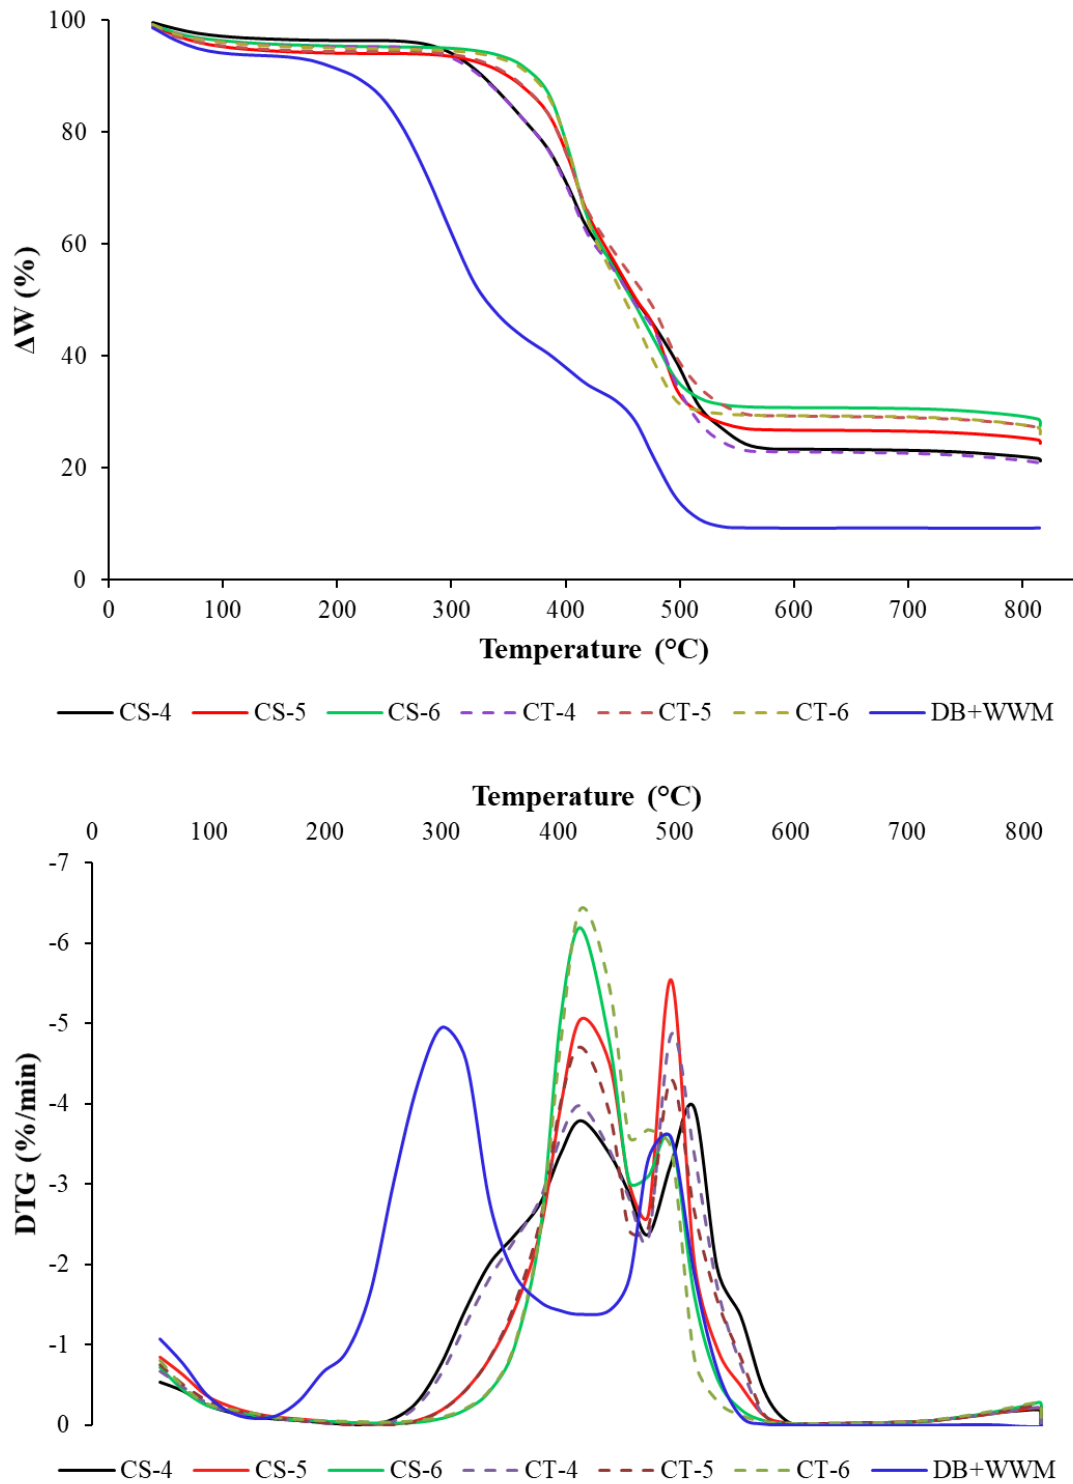 100
80
60
40
20
0
ΔW (%)
0 100 200 300 400 500 600 700 800
Temperature (°C)
CS-4 CS-5 CS-6 CT-4 CT-5 CT-6 DB+WWM
Temperature (°C)
0 100 200 300 400 500 600 700 800
-7
-6
-5
-4
-3
-2
-1
0
DTG (%/min)
CS-4 CS-5 CS-6 CT-4 CT-5 CT-6 DB+WWM